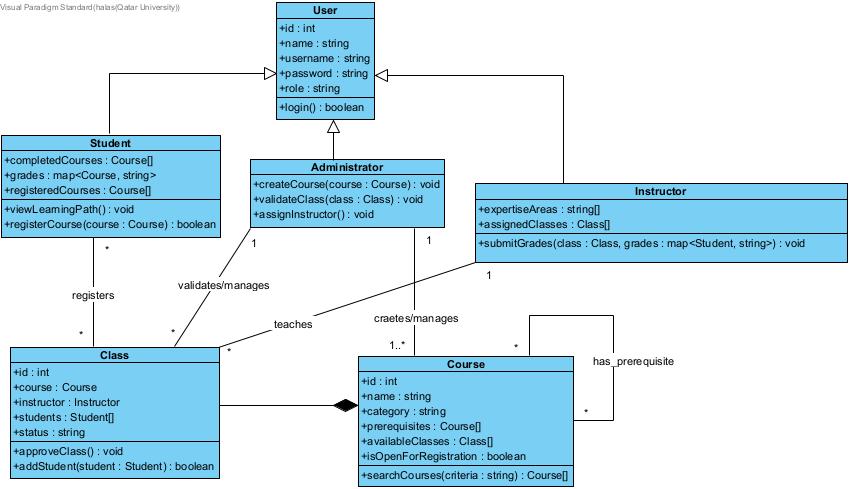 Visual Paradigm Standard(halas(Qatar University))
User
+id : int
+name : string
+username : string
+password : string
+role : string
+login() : boolean
Student
+completedCourses : Course[]
+grades : map<Course, string>
+registeredCourses : Course[]
+viewLearningPath() : void
+registerCourse(course : Course) : boolean
Administrator
+createCourse(course : Course) : void
+validateClass(class : Class) : void
+assignInstructor() : void
Instructor
+expertiseAreas : string[]
+assignedClasses : Class[]
+submitGrades(class : Class, grades : map<Student, string>) : void
*
1
1
1
validates/manages
registers
teaches
craetes/manages
*
*
*
1..*
*
has_prerequisite
*
Class
+id : int
+course : Course
+instructor : Instructor
+students : Student[]
+status : string
+approveClass() : void
+addStudent(student : Student) : boolean
Course
+id : int
+name : string
+category : string
+prerequisites : Course[]
+availableClasses : Class[]
+isOpenForRegistration : boolean
+searchCourses(criteria : string) : Course[]